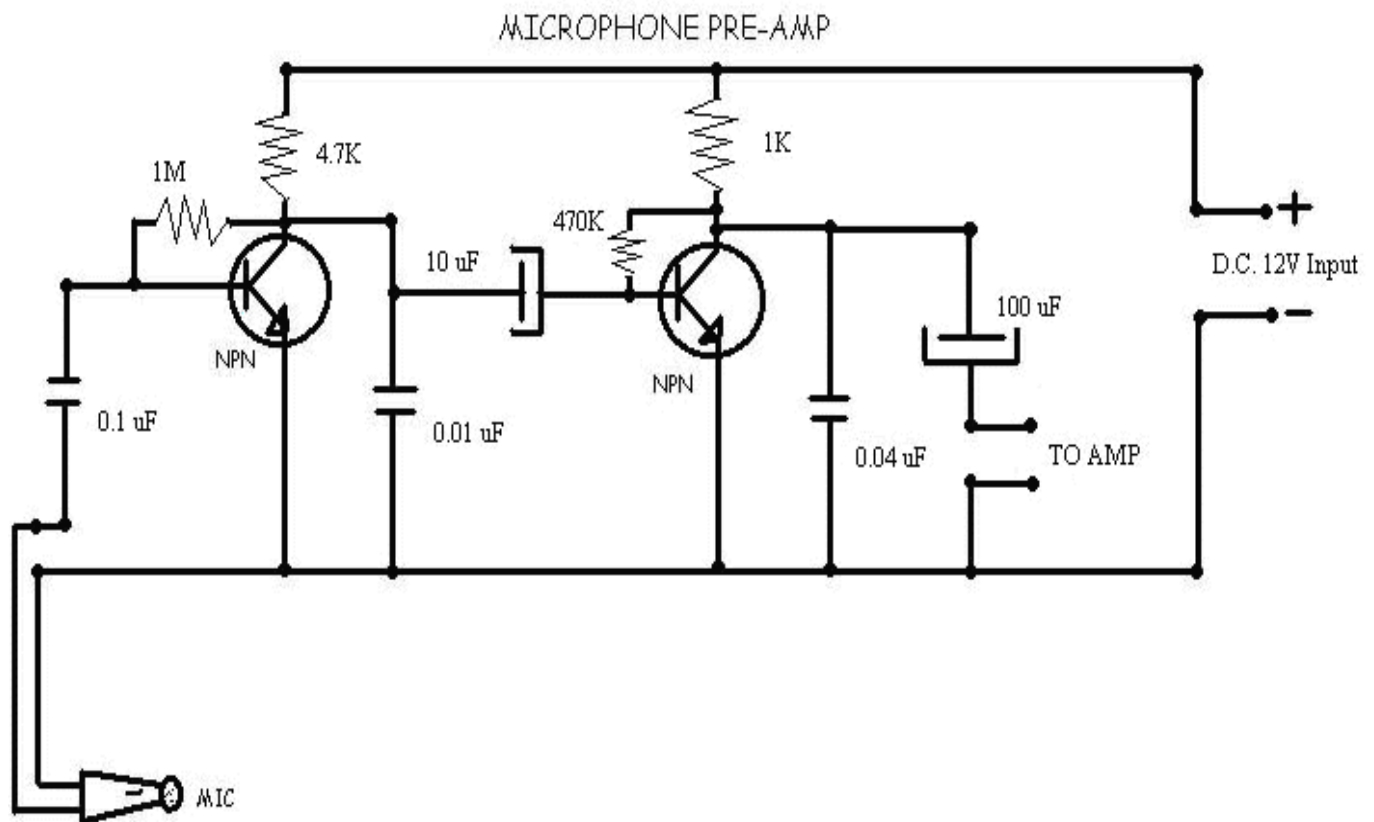 MICROPHONE PRE-AMP
1M
4.7K
1K
470K
10 uF
+
D.C. 12V Input
-
100 uF
NPN
NPN
0.1 uF
0.01 uF
0.04 uF
TO AMP
MIC